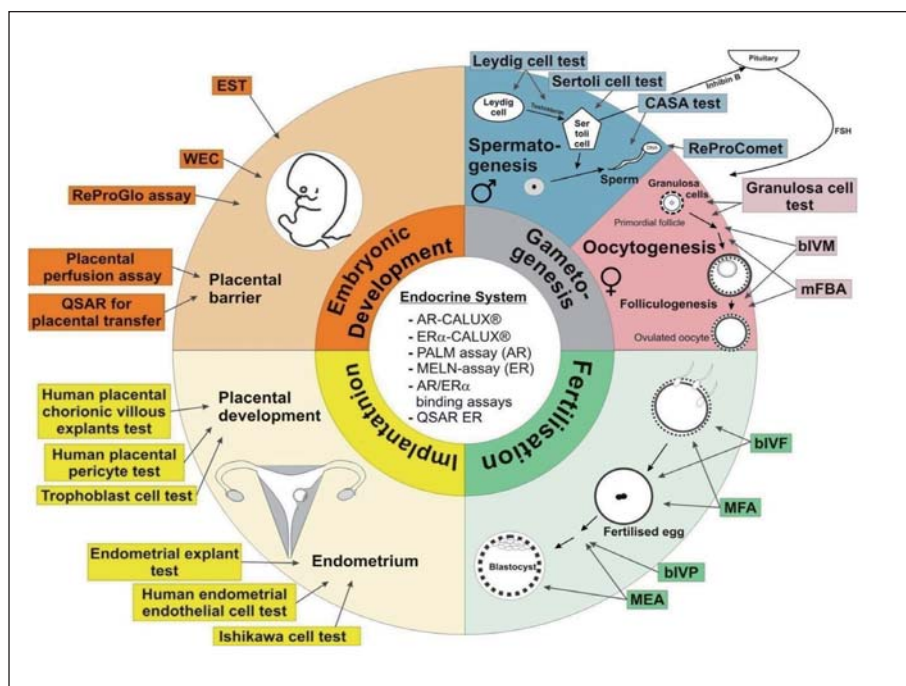 Leydig cell test
Sertoli cell test
CASA test
ReProComet
Pituitary
Inhibin B
FSH
Leydig
cell
Testosterone
Ser
toli
cell
Spermato-
genesis
Sperm
DNA
EST
WEC
ReProGlo assay
Placental
perfusion assay
QSAR for
placental transfer
Placental
barrier
Embryonic
Development
Gameto-
genesis
Granulosa
cells
Primordial follicle
Oocytogenesis
Folliculogenesis
Ovulated oocyte
Granulosa cell
test
bIVM
mFBA
Endocrine System
- AR-CALUX®
- ERα-CALUX®
- PALM assay (AR)
- MELN-assay (ER)
- AR/ERα
binding assays
- QSAR ER
Implantatnion
Fertilisation
Human placental
chorionic villous
explants test
Human placental
pericyte test
Trophoblast cell test
Placental
development
Endometrial explant
test
Human endometrial
endothelial cell test
Ishikawa cell test
Endometrium
bIVF
MFA
Fertilised egg
bIVP
MEA
Blastocyst